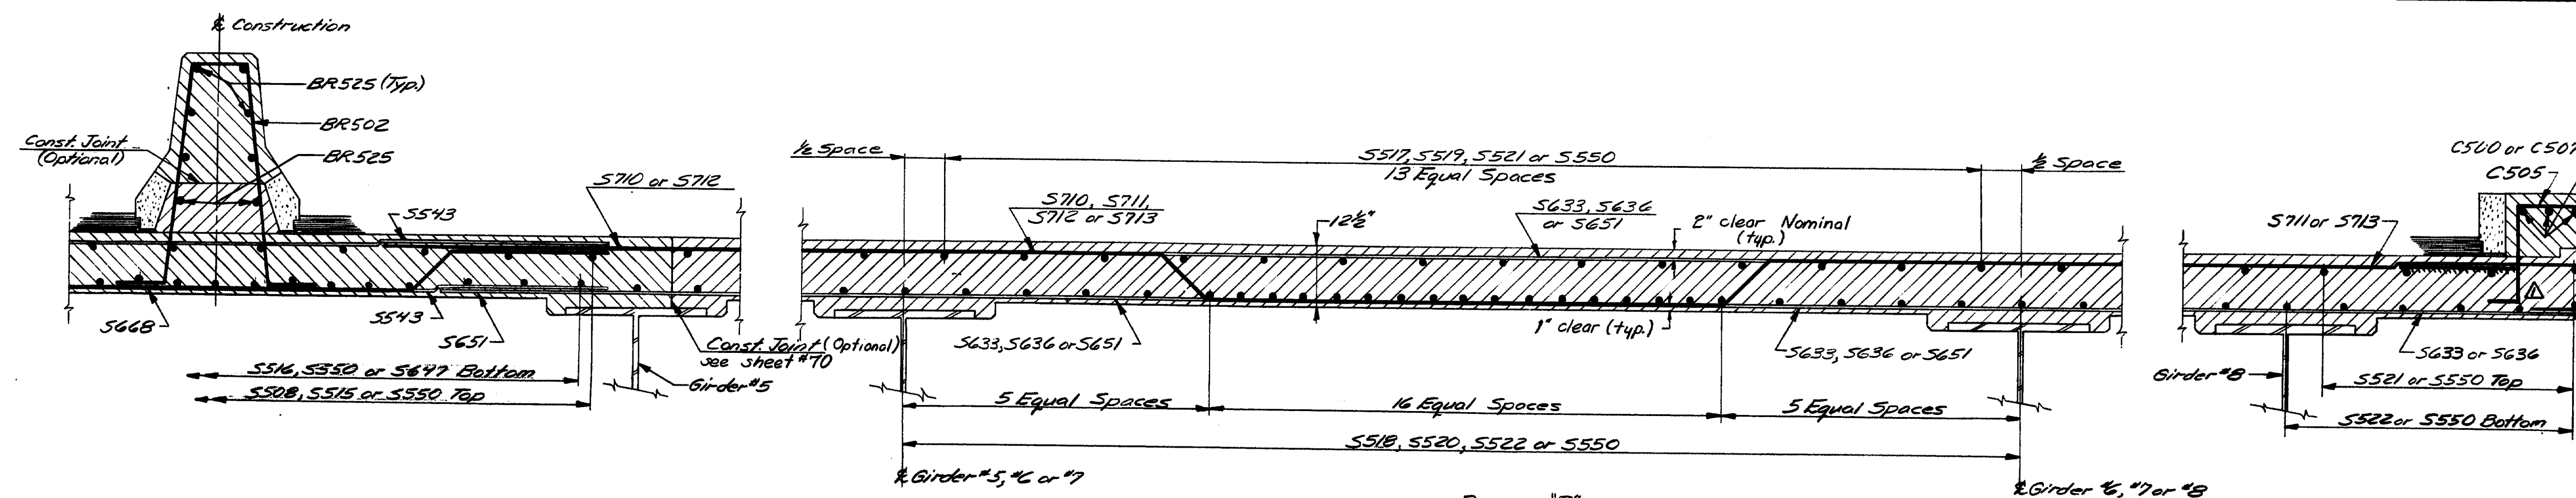 ℄ Construction
BR525 (Typ.)
BR502
Const. Joint
(Optional)
BR525
S710 or S712
S543
S668
S543
S651
Const. Joint (Optional)
see sheet #70
S516, S550 or S647 Bottom
S508, S515 or S550 Top
Girder #5
½ Space
S517, S519, S521 or S550
13 Equal Spaces
½ Space
S710, S711,
S712 or S713
12½"
S633, S636
or S651
2" clear Nominal
(typ.)
S633, S636 or S651
1" clear (typ.)
S633, S636 or S651
5 Equal Spaces
16 Equal Spaces
5 Equal Spaces
S518, S520, S522 or S550
℄ Girder #5, #6 or #7
℄ Girder #6, #7 or #8
C500 or C507
C505
S711 or S713
S633 or S636
Girder #8
S521 or S550 Top
S522 or S550 Bottom